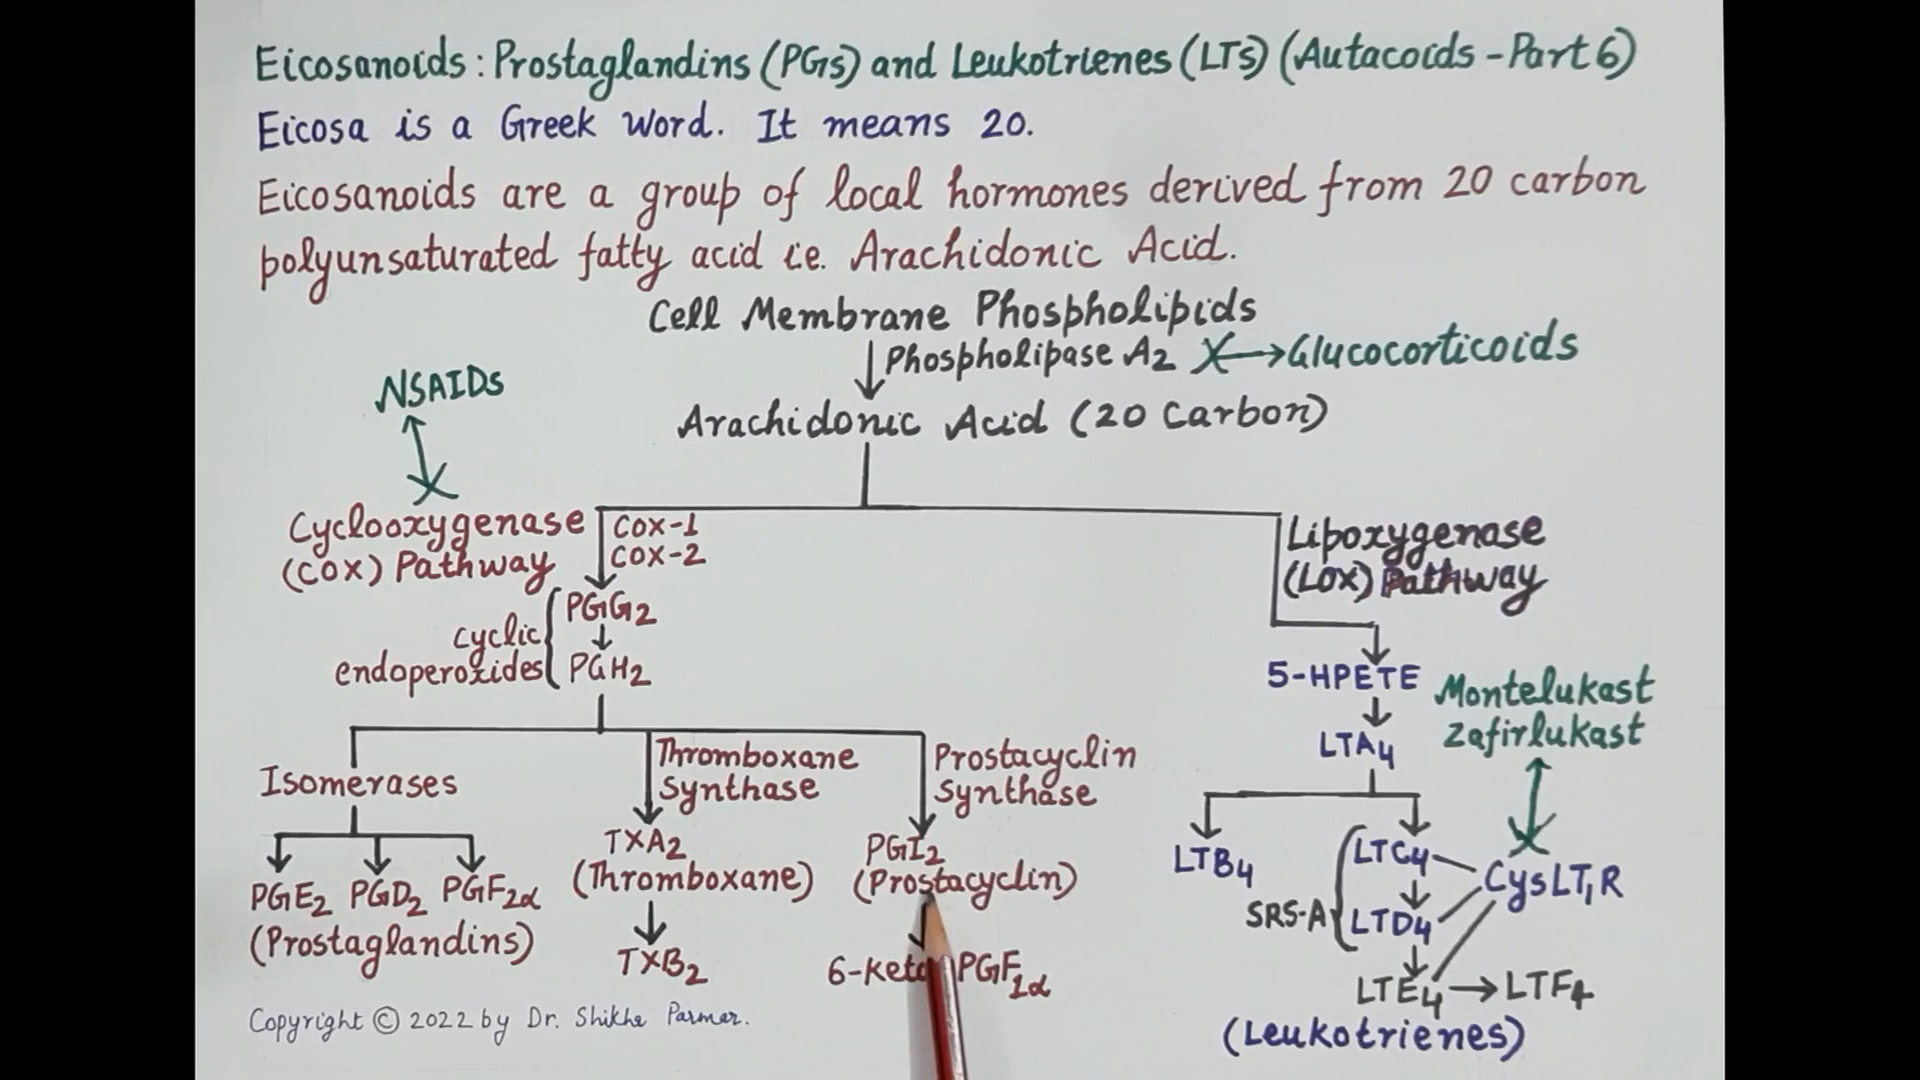 Eicosanoids: Prostaglandins (PGs) and Leukotrienes (LTs) (Autacoids - Part 6)
Eicosa is a Greek Word. It means 20.
Eicosanoids are a group of local hormones derived from 20 carbon
polyunsaturated fatty acid ie. Arachidonic Acid.
Cell Membrane Phospholipids
Phospholipase A2 X → Glucocorticoids
NSAIDs
Arachidonic Acid (20 Carbon)
Cyclooxygenase
(COX) Pathway
COX-1
COX-2
Lipoxygenase
(LOX) Pathway
PGG2
cyclic
endoperoxides
PGH2
5-HPETE
Montelukast
Zafirlukast
LTA4
Isomerases
Thromboxane
Synthase
Prostacyclin
Synthase
PGE2 PGD2 PGF2α
(Prostaglandins)
TXA2
(Thromboxane)
TXB2
PGI2
(Prostacyclin)
6-Keto PGF1α
LTB4
LTC4
CysLT1R
SRS-A
LTD4
LTE4 → LTF4
(Leukotrienes)
Copyright © 2022 by Dr. Shikha Parmar.